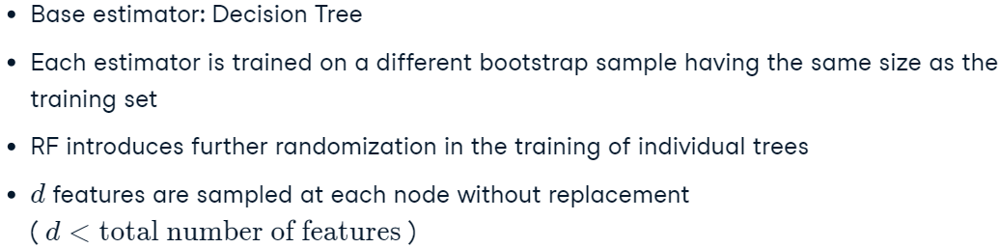 • Base estimator: Decision Tree
• Each estimator is trained on a different bootstrap sample having the same size as the
training set
• RF introduces further randomization in the training of individual trees
• d features are sampled at each node without replacement
( d < total number of features )